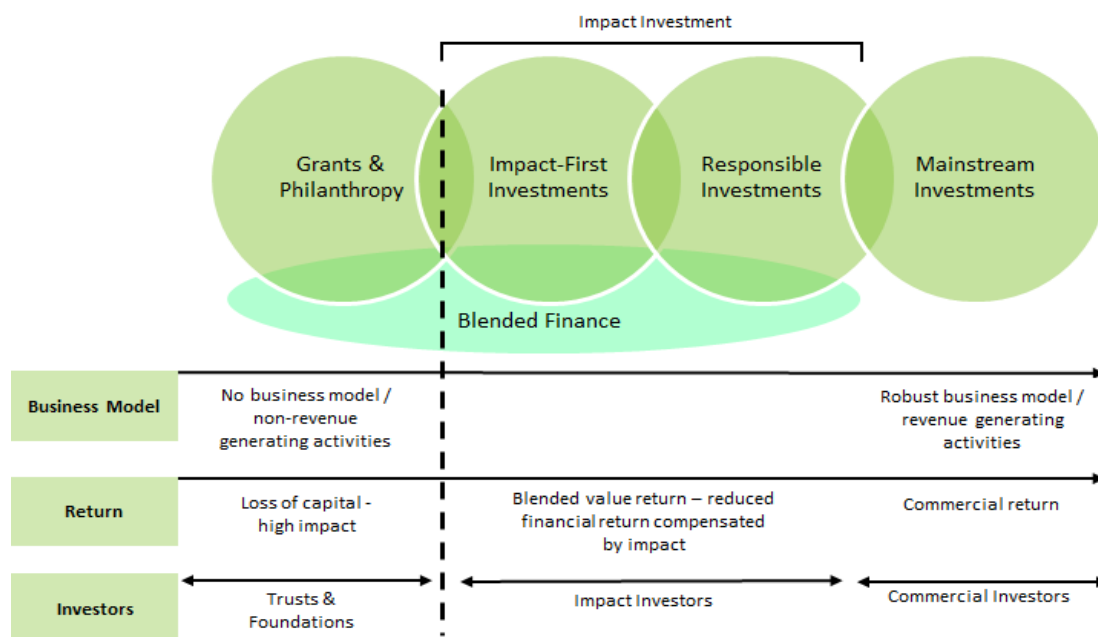 Impact Investment
Grants &
Philanthropy
Impact-First
Investments
Responsible
Investments
Mainstream
Investments
Blended Finance
Business Model
No business model /
non-revenue
generating activities
Robust business model /
revenue generating
activities
Return
Loss of capital -
high impact
Blended value return – reduced
financial return compensated
by impact
Commercial return
Investors
Trusts &
Foundations
Impact Investors
Commercial Investors